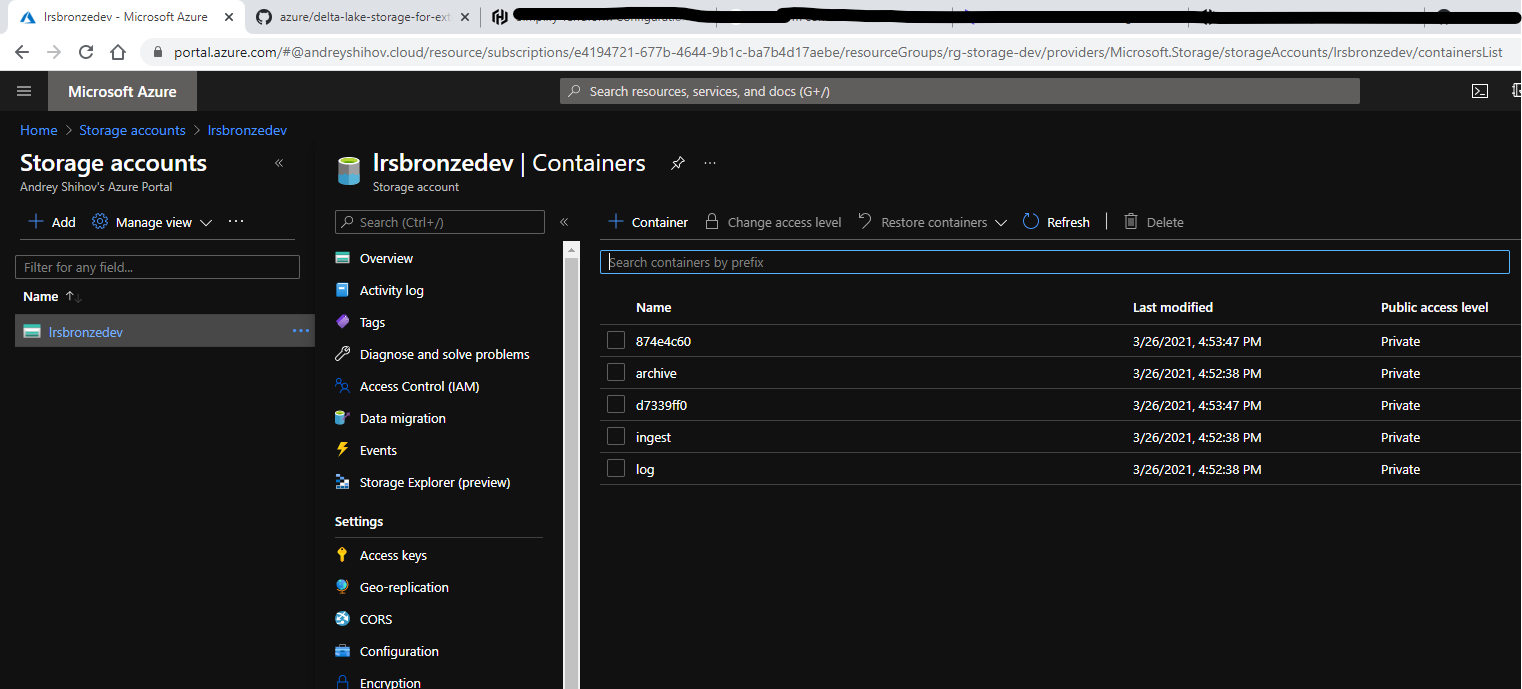 lrsbronzedev - Microsoft Azure
azure/delta-lake-storage-for-ext
portal.azure.com/#@andreyshihov.cloud/resource/subscriptions/e4194721-677b-4644-9b1c-ba7b4d17aebe/resourceGroups/rg-storage-dev/providers/Microsoft.Storage/storageAccounts/lrsbronzedev/containersList
Microsoft Azure
Search resources, services, and docs (G+/)
Home > Storage accounts > lrsbronzedev
Storage accounts
Andrey Shihov's Azure Portal
+ Add Manage view ...
Filter for any field...
Name
lrsbronzedev ...
lrsbronzedev | Containers ...
Storage account
Search (Ctrl+/)
Overview
Activity log
Tags
Diagnose and solve problems
Access Control (IAM)
Data migration
Events
Storage Explorer (preview)
Settings
Access keys
Geo-replication
CORS
Configuration
Encryption
+ Container Change access level Restore containers Refresh | Delete
Search containers by prefix
Name Last modified Public access level
874e4c60 3/26/2021, 4:53:47 PM Private
archive 3/26/2021, 4:52:38 PM Private
d7339ff0 3/26/2021, 4:53:47 PM Private
ingest 3/26/2021, 4:52:38 PM Private
log 3/26/2021, 4:52:38 PM Private